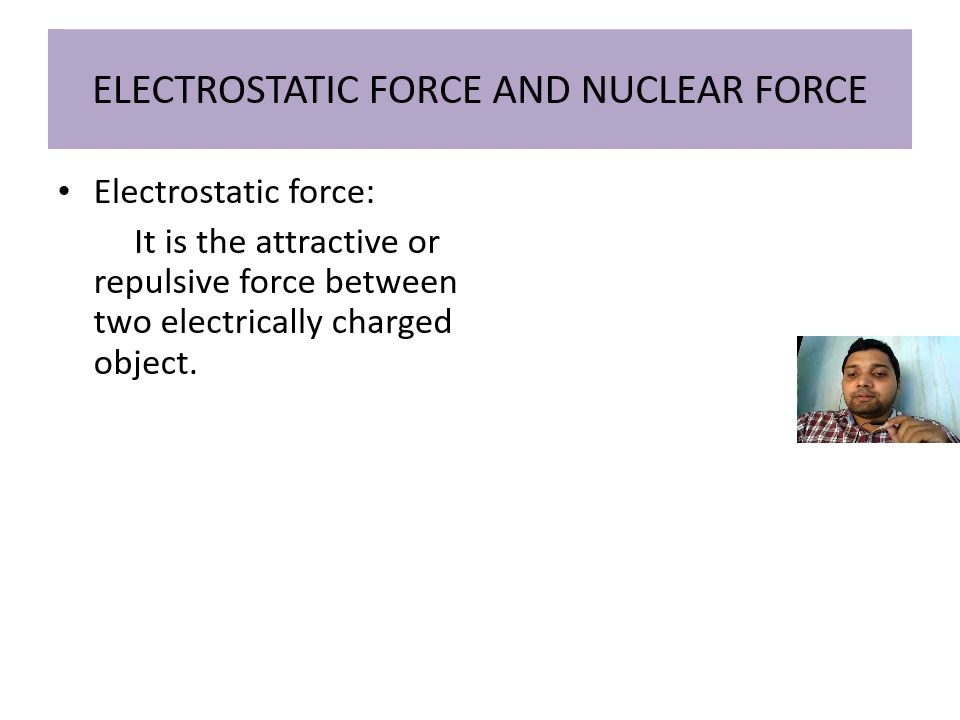 ELECTROSTATIC FORCE AND NUCLEAR FORCE
• Electrostatic force:
It is the attractive or
repulsive force between
two electrically charged
object.